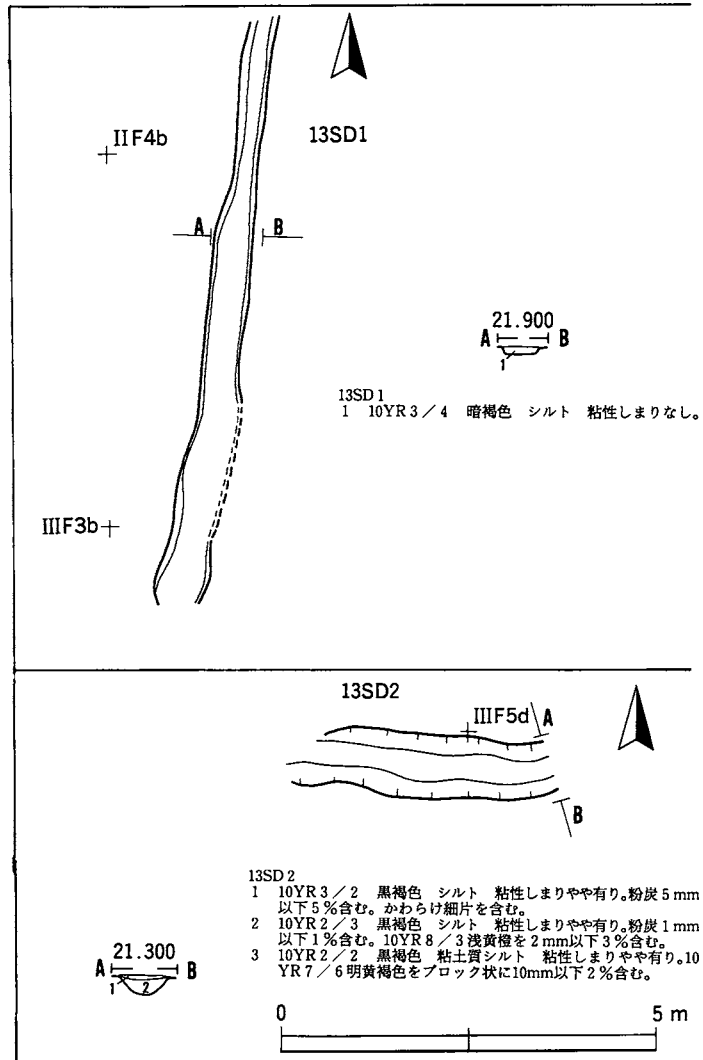 IIF4b
13SD1
A B
21.900
A B
1
13SD1
1 10YR3/4 暗褐色 シルト 粘性しまりなし。
IIIF3b
13SD2
IIIF5d
A
B
13SD2
1 10YR3/2 黒褐色 シルト 粘性しまりやや有り。粉炭5mm
以下5%含む。かわらけ細片を含む。
2 10YR2/3 黒褐色 シルト 粘性しまりやや有り。粉炭1mm
以下1%含む。10YR8/3浅黄橙を2mm以下3%含む。
3 10YR2/2 黒褐色 粘土質シルト 粘性しまりやや有り。10
YR7/6明黄褐色をブロック状に10mm以下2%含む。
21.300
A B
1 2
0 5m